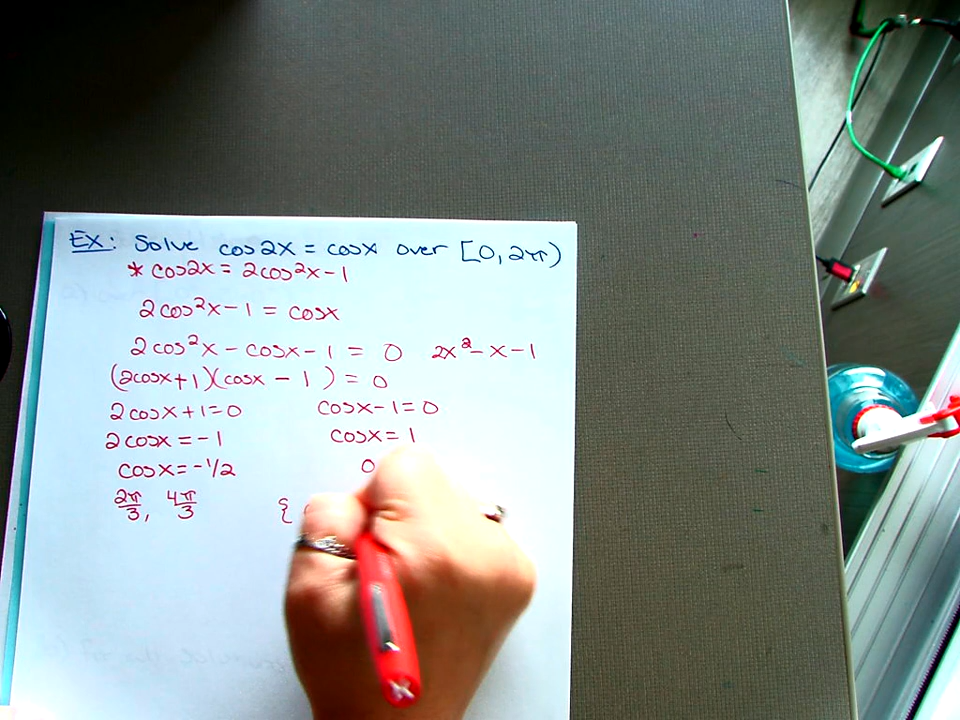 EX: Solve cos2x = cosx over [0, 2π)
* cos2x = 2cos²x-1
2cos²x-1 = cosx
2cos²x - cosx - 1 = 0 2x²-x-1
(2cosx+1)(cosx - 1) = 0
2cosx+1=0 cosx-1=0
2cosx = -1 cosx = 1
cosx = -1/2 0
2π/3, 4π/3 {